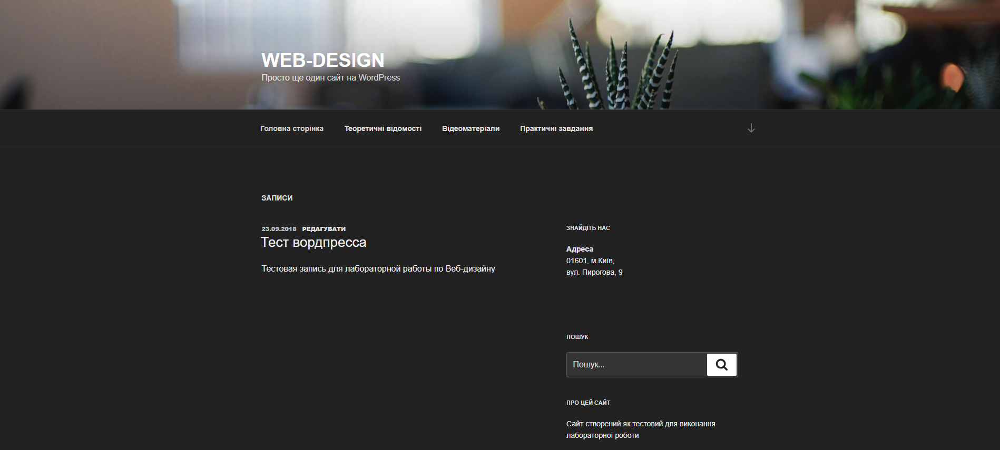 WEB-DESIGN
Просто ще один сайт на WordPress
Головна сторінка Теоретичні відомості Відеоматеріали Практичні завдання
ЗАПИСИ
23.09.2018 РЕДАГУВАТИ
Тест вордпресса
Тестовая запись для лабораторной работы по Веб-дизайну
ЗНАЙДІТЬ НАС
Адреса
01601, м.Київ,
вул. Пирогова, 9
ПОШУК
Пошук...
ПРО ЦЕЙ САЙТ
Сайт створений як тестовий для виконання
лабораторної роботи